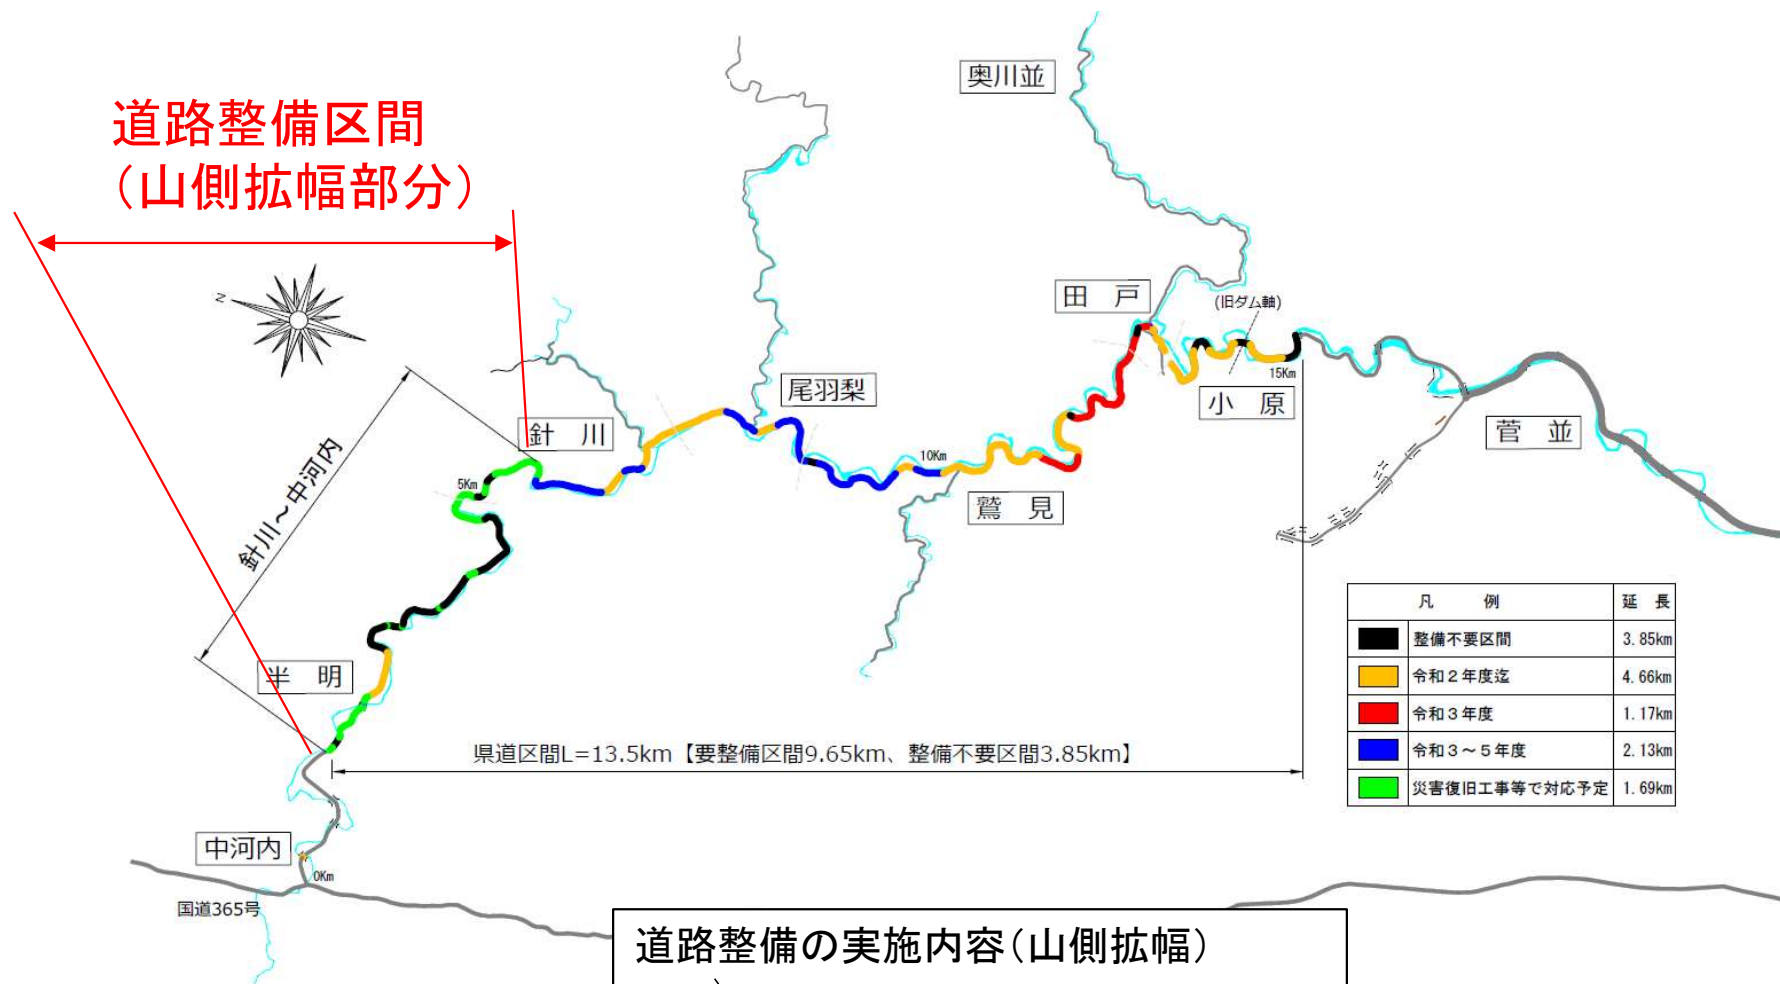 道路整備区間
（山側拡幅部分）
奥川並
田　戸
(旧ダム軸)
15Km
小　原
菅　並
尾羽梨
針　川
10Km
鷲　見
5Km
針川～中河内
半　明
N
県道区間L=13.5km【要整備区間9.65km、整備不要区間3.85km】
凡　例　延　長
整備不要区間　3.85km
令和２年度迄　4.66km
令和３年度　1.17km
令和３～５年度　2.13km
災害復旧工事等で対応予定　1.69km
中河内
0Km
国道365号
道路整備の実施内容（山側拡幅）